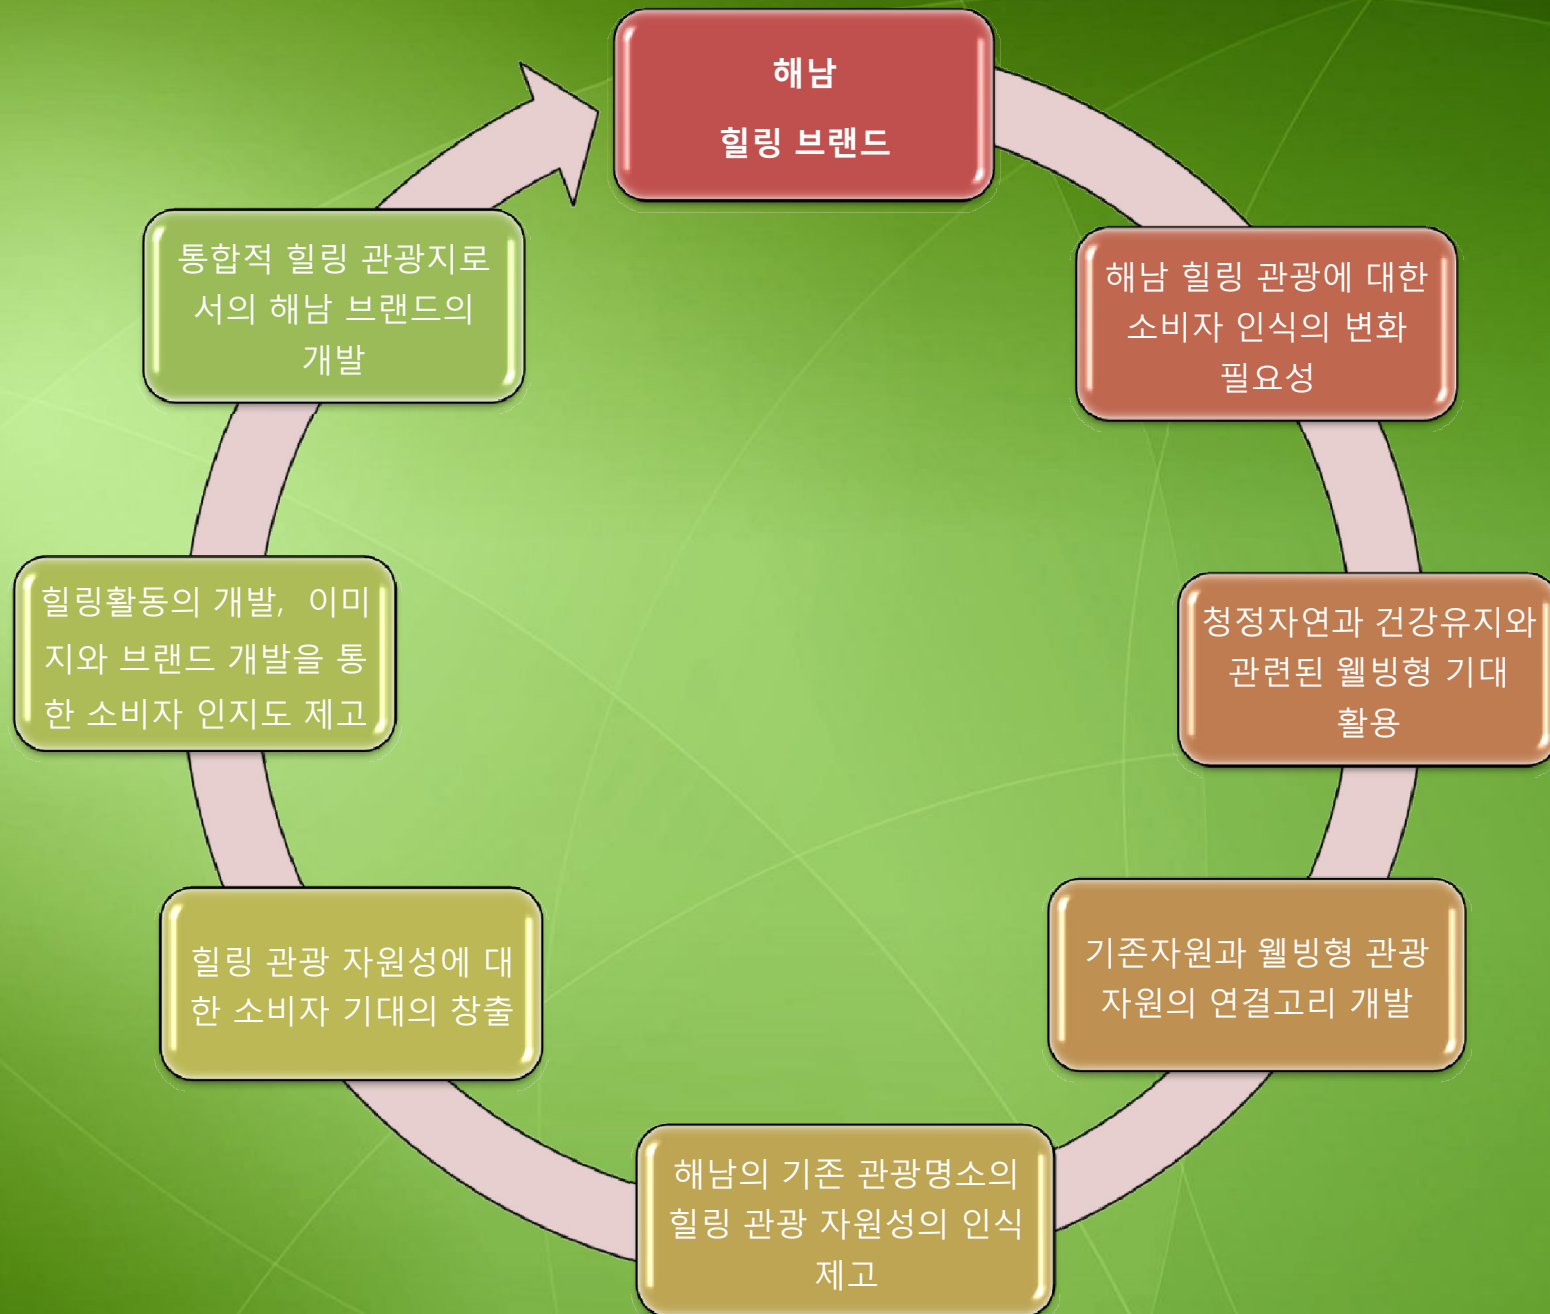 해남
힐링 브랜드
해남 힐링 관광에 대한
소비자 인식의 변화
필요성
청정자연과 건강유지와
관련된 웰빙형 기대
활용
기존자원과 웰빙형 관광
자원의 연결고리 개발
해남의 기존 관광명소의
힐링 관광 자원성의 인식
제고
힐링 관광 자원성에 대
한 소비자 기대의 창출
힐링활동의 개발, 이미
지와 브랜드 개발을 통
한 소비자 인지도 제고
통합적 힐링 관광지로
서의 해남 브랜드의
개발